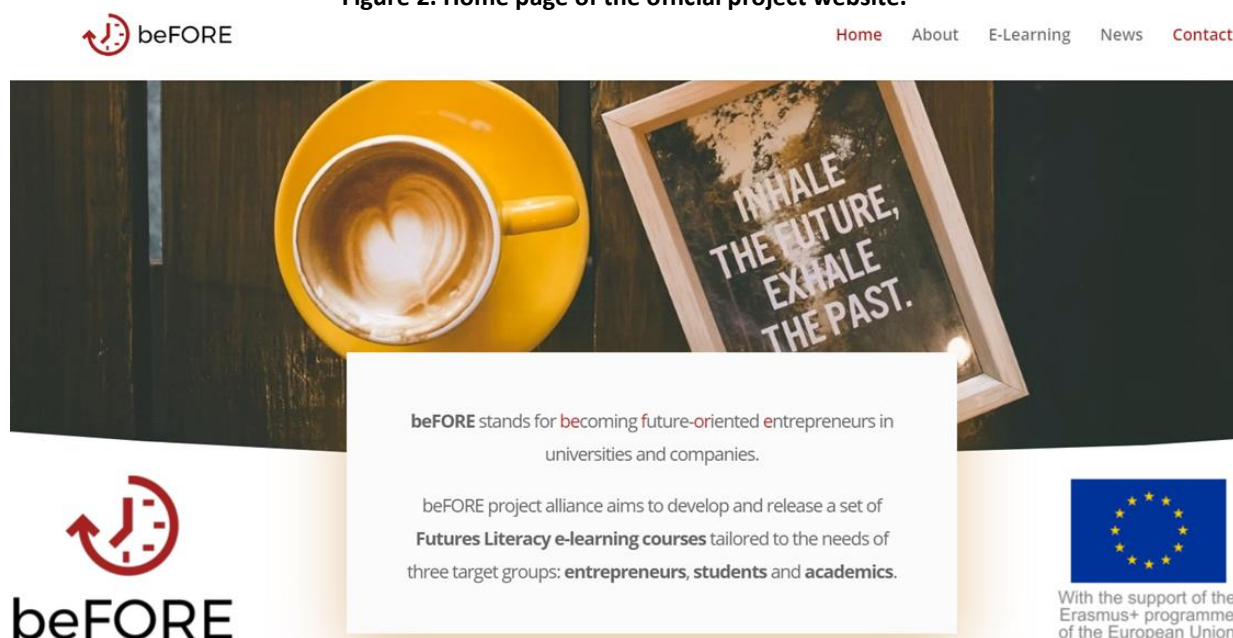 Figure 2. Home page of the official project website.
beFORE
Home About E-Learning News Contact
INHALE
THE FUTURE,
EXHALE
THE PAST.
beFORE stands for becoming future-oriented entrepreneurs in
universities and companies.
beFORE project alliance aims to develop and release a set of
Futures Literacy e-learning courses tailored to the needs of
three target groups: entrepreneurs, students and academics.
beFORE
With the support of the
Erasmus+ programme
of the European Union